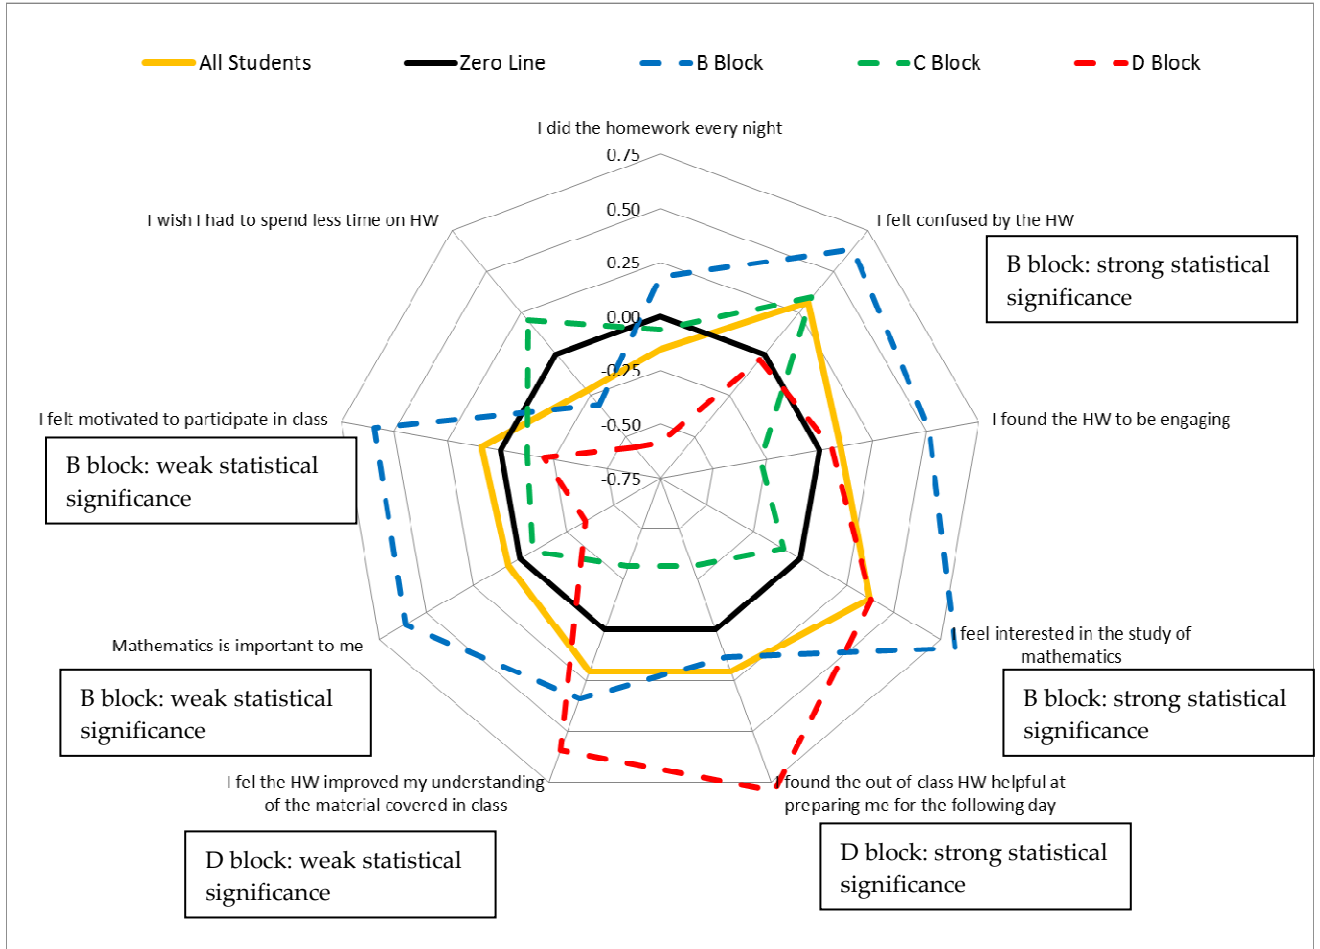 All Students Zero Line B Block C Block D Block
I did the homework every night
0.75
0.50
0.25
0.00
-0.25
-0.50
-0.75
I wish I had to spend less time on HW
I felt confused by the HW
B block: strong statistical
significance
I felt motivated to participate in class
B block: weak statistical
significance
I found the HW to be engaging
Mathematics is important to me
B block: weak statistical
significance
I feel interested in the study of
mathematics
B block: strong statistical
significance
I fel the HW improved my understanding
of the material covered in class
D block: weak statistical
significance
I found the out of class HW helpful at
preparing me for the following day
D block: strong statistical
significance